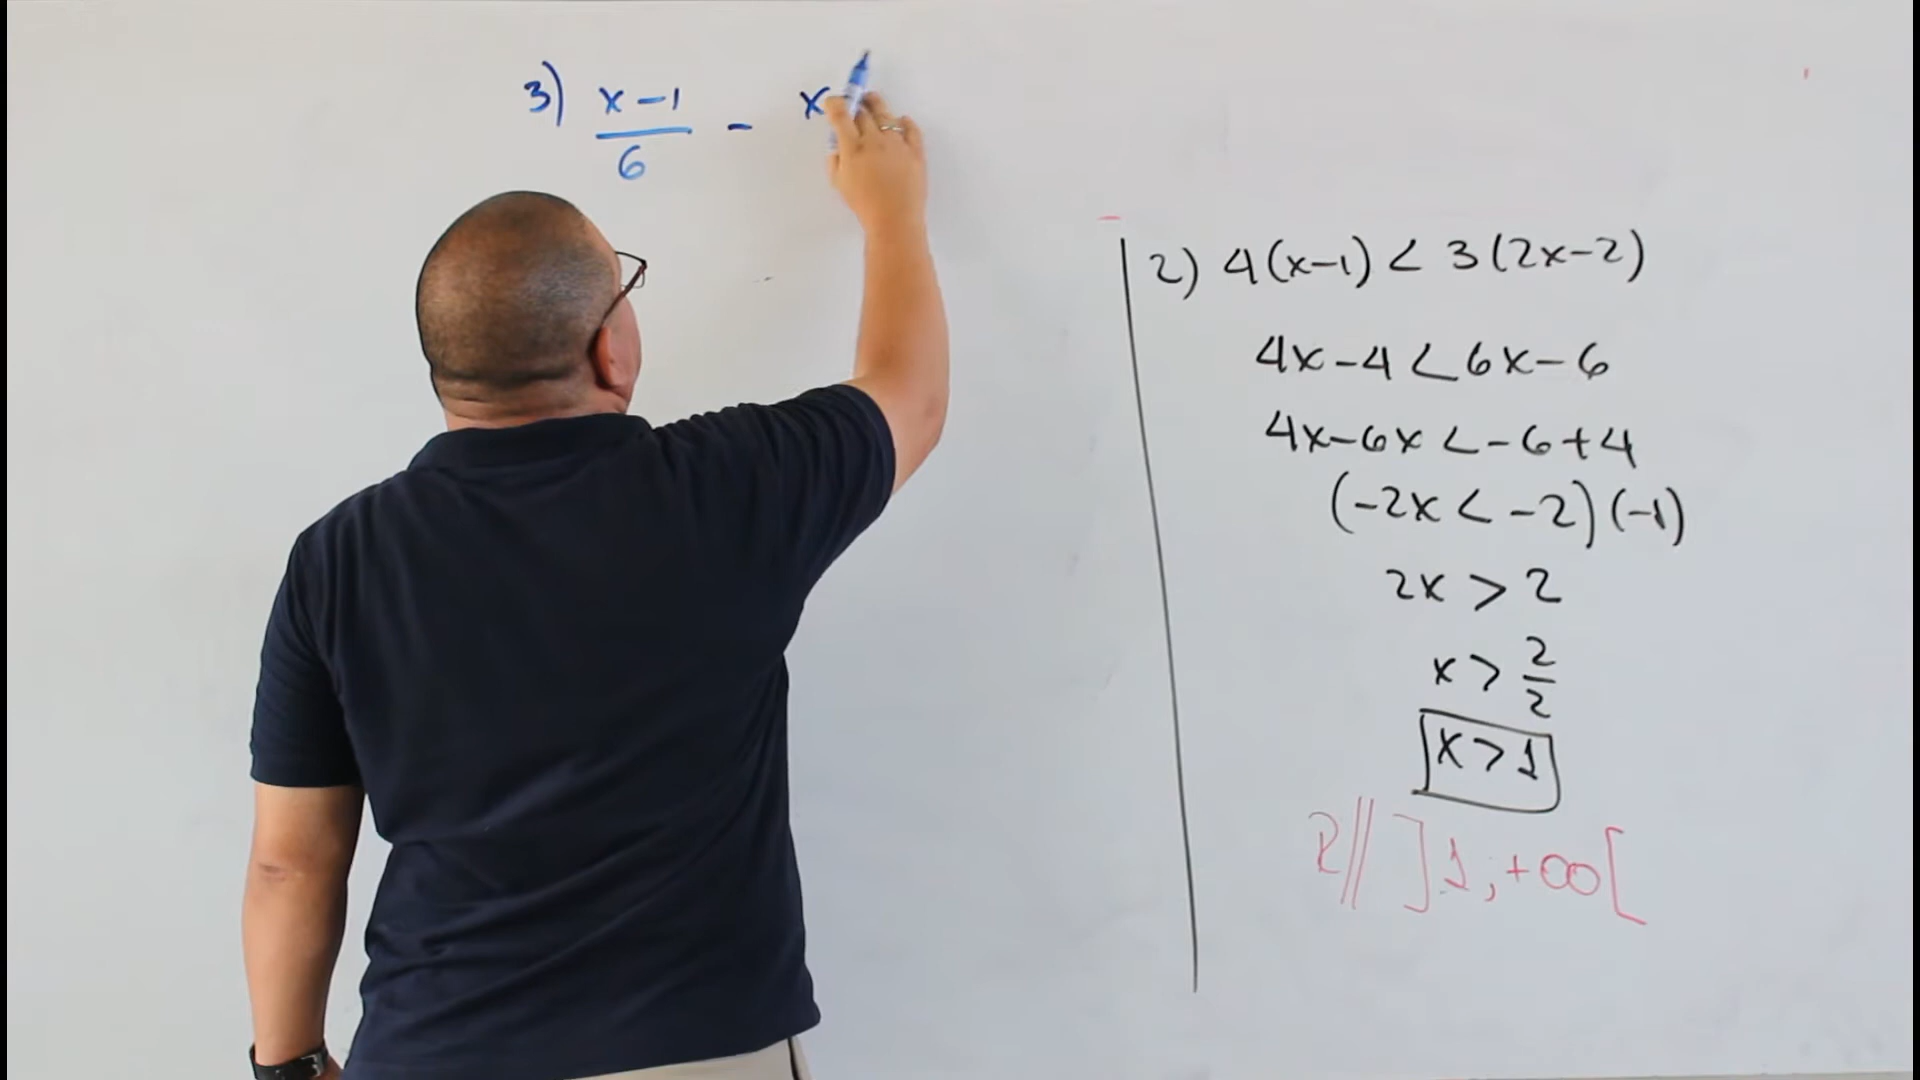 3) x-1/6 - x
2) 4(x-1) < 3(2x-2)
4x-4 < 6x-6
4x-6x < -6+4
(-2x < -2)(-1)
2x > 2
x > 2/2
x > 1
R// ]1;+∞[